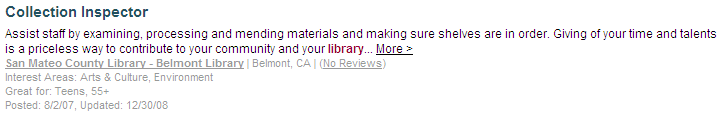 Collection Inspector
Assist staff by examining, processing and mending materials and making sure shelves are in order. Giving of your time and talents
is a priceless way to contribute to your community and your library... More >
San Mateo County Library - Belmont Library | Belmont, CA | (No Reviews)
Interest Areas: Arts & Culture, Environment
Great for: Teens, 55+
Posted: 8/2/07, Updated: 12/30/08